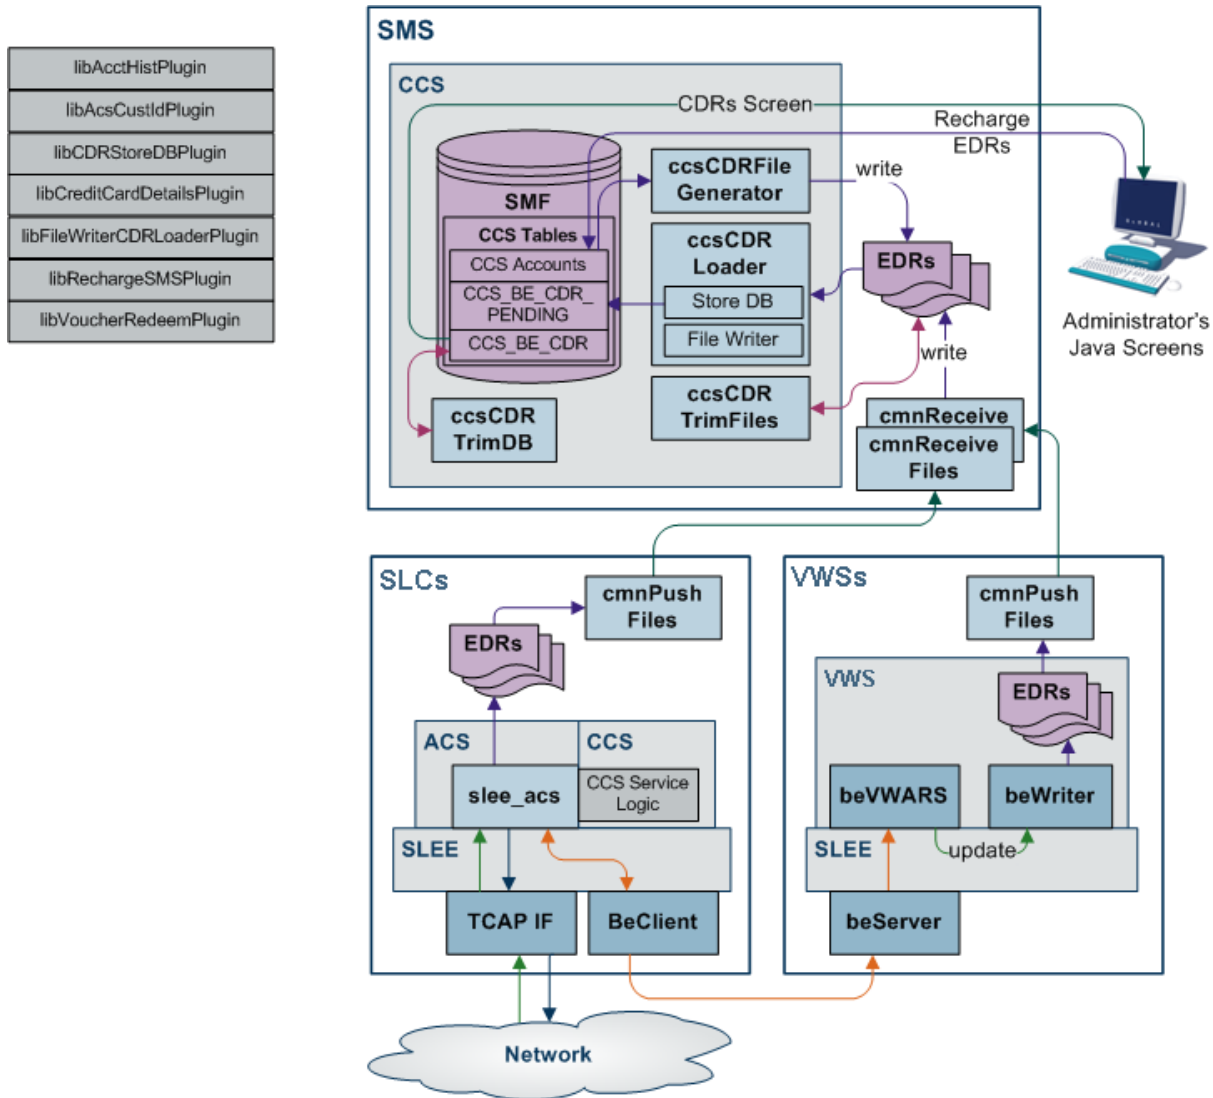 libAcctHistPlugin
libAcsCustIdPlugin
libCDRStoreDBPlugin
libCreditCardDetailsPlugin
libFileWriterCDRLoaderPlugin
libRechargeSMSPlugin
libVoucherRedeemPlugin
SMS
CCS
CDRs Screen
Recharge
EDRs
SMF
CCS Tables
CCS Accounts
CCS_BE_CDR_
PENDING
CCS_BE_CDR
ccsCDRFile
Generator
write
ccsCDR
Loader
Store DB
File Writer
EDRs
write
ccsCDR
TrimFiles
ccsCDR
TrimDB
cmnReceive
cmnReceive
Files
GLOBAL
Administrator's
Java Screens
SLCs
cmnPush
Files
EDRs
ACS
CCS
slee_acs
CCS Service
Logic
SLEE
TCAP IF
BeClient
Network
VWSs
cmnPush
Files
VWS
EDRs
beVWARS
beWriter
SLEE
update
beServer